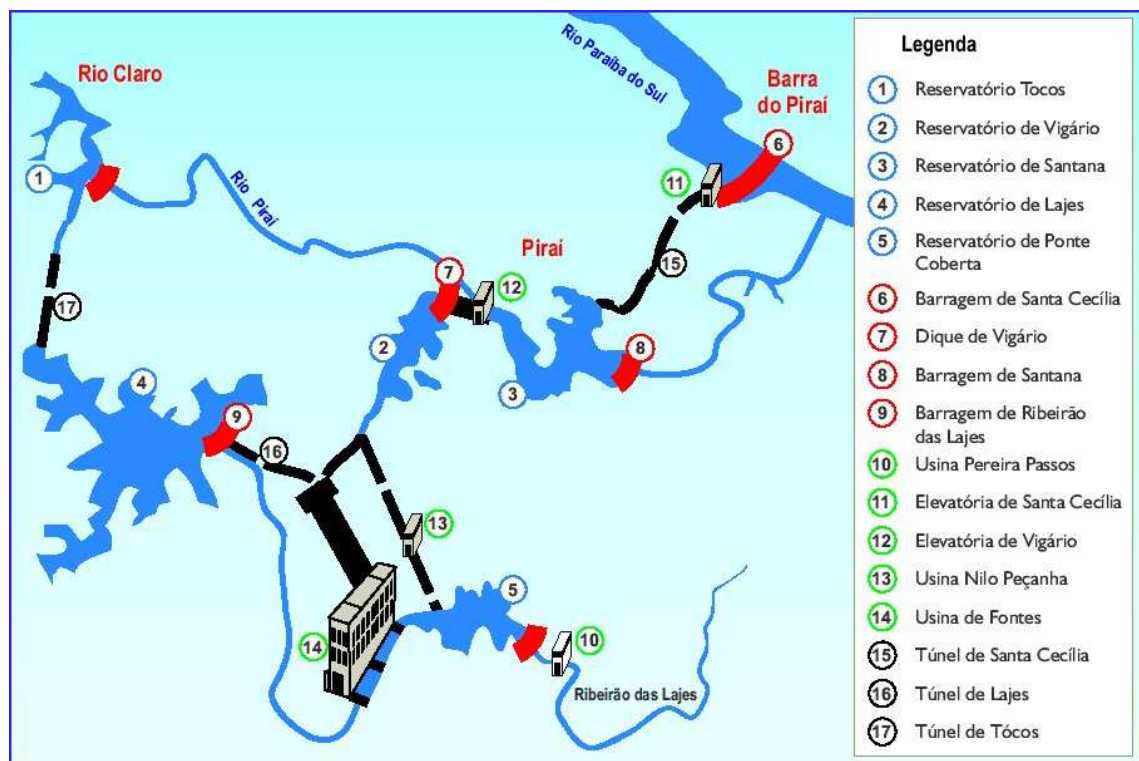 Rio Claro
Rio Paraíba do Sul
Barra
do Piraí
6
11
1
Rio Piraí
Piraí
15
7
12
17
2
8
3
4
9
16
13
5
14
10
Ribeirão das Lajes
Legenda
1 Reservatório Tocos
2 Reservatório de Vigário
3 Reservatório de Santana
4 Reservatório de Lajes
5 Reservatório de Ponte
Coberta
6 Barragem de Santa Cecília
7 Dique de Vigário
8 Barragem de Santana
9 Barragem de Ribeirão
das Lajes
10 Usina Pereira Passos
11 Elevatória de Santa Cecília
12 Elevatória de Vigário
13 Usina Nilo Peçanha
14 Usina de Fontes
15 Túnel de Santa Cecília
16 Túnel de Lajes
17 Túnel de Tócos